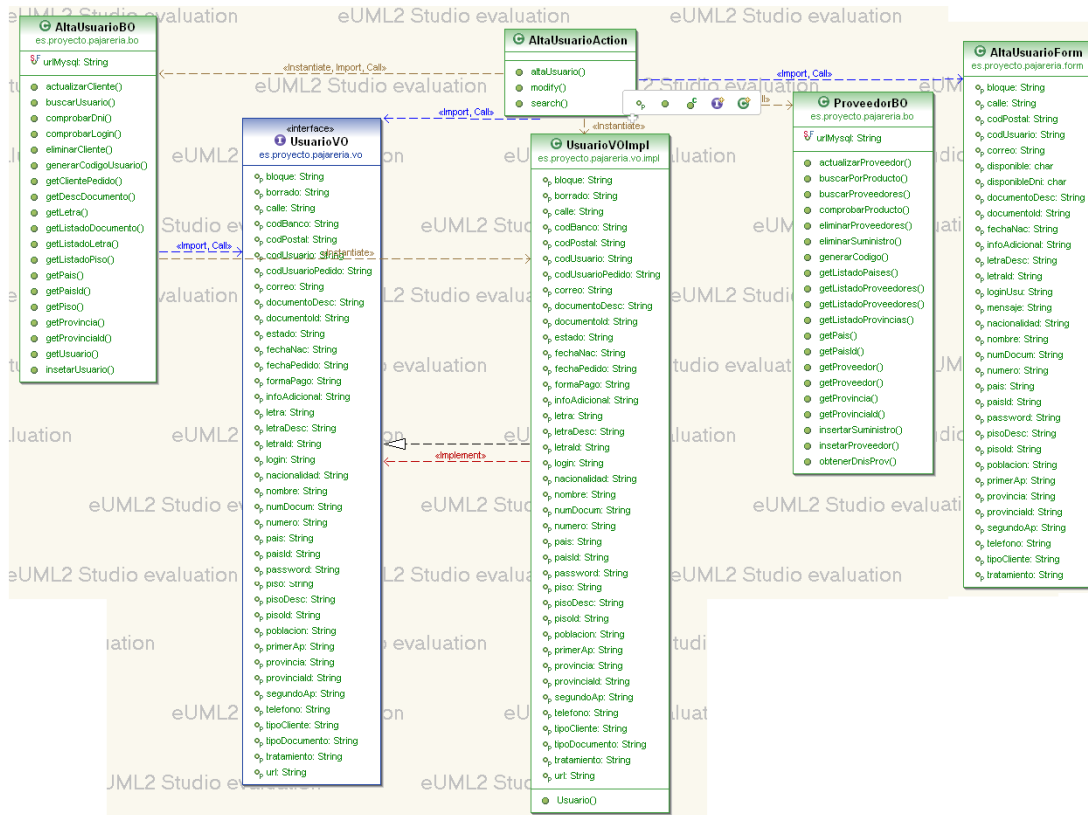 eUML2 Studio evaluation
eUML2 Studio evaluation
AltaUsuarioBO
es.proyecto.pajareria.bo
urlMysql: String
actualizarCliente()
buscarUsuario()
comprobarDni()
comprobarLogin()
eliminarCliente()
generarCodigoUsuario()
getClientePedido()
getDescDocumento()
getLetra()
getListadoDocumento()
getListadoLetra()
getListadoPiso()
getPais()
getPaisId()
getPiso()
getProvincia()
getProvinciaId()
getUsuario()
insetarUsuario()
«Instantiate, Import, Call»
AltaUsuarioAction
altaUsuario()
modify()
search()
«Import, Call»
«Import, Call»
«Instantiate»
«Import, Call»
«Instantiate»
«Implement»
«interface»
UsuarioVO
es.proyecto.pajareria.vo
bloque: String
borrado: String
calle: String
codBanco: String
codPostal: String
codUsuario: String
codUsuarioPedido: String
correo: String
documentoDesc: String
documentoId: String
estado: String
fechaNac: String
fechaPedido: String
formaPago: String
infoAdicional: String
letra: String
letraDesc: String
letraId: String
login: String
nacionalidad: String
nombre: String
numDocum: String
numero: String
pais: String
paisId: String
password: String
piso: String
pisoDesc: String
pisoId: String
poblacion: String
primerAp: String
provincia: String
provinciaId: String
segundoAp: String
telefono: String
tipoCliente: String
tipoDocumento: String
tratamiento: String
url: String
UsuarioVOImpl
es.proyecto.pajareria.vo.impl
bloque: String
borrado: String
calle: String
codBanco: String
codPostal: String
codUsuario: String
codUsuarioPedido: String
correo: String
documentoDesc: String
documentoId: String
estado: String
fechaNac: String
fechaPedido: String
formaPago: String
infoAdicional: String
letra: String
letraDesc: String
letraId: String
login: String
nacionalidad: String
nombre: String
numDocum: String
numero: String
pais: String
paisId: String
password: String
piso: String
pisoDesc: String
pisoId: String
poblacion: String
primerAp: String
provincia: String
provinciaId: String
segundoAp: String
telefono: String
tipoCliente: String
tipoDocumento: String
tratamiento: String
url: String
Usuario()
ProveedorBO
es.proyecto.pajareria.bo
urlMysql: String
actualizarProveedor()
buscarPorProducto()
buscarProveedores()
comprobarProducto()
eliminarProveedores()
eliminarSuministro()
generarCodigo()
getListadoPaises()
getListadoProveedores()
getListadoProveedores()
getListadoProvincias()
getPais()
getPaisId()
getProveedor()
getProveedor()
getProvincia()
getProvinciaId()
insertarSuministro()
insetarProveedor()
obtenerDnisProv()
AltaUsuarioForm
es.proyecto.pajareria.form
bloque: String
calle: String
codPostal: String
codUsuario: String
correo: String
disponible: char
disponibleDni: char
documentoDesc: String
documentoId: String
fechaNac: String
infoAdicional: String
letraDesc: String
letraId: String
loginUsu: String
mensaje: String
nacionalidad: String
nombre: String
numDocum: String
numero: String
pais: String
paisId: String
password: String
pisoDesc: String
pisoId: String
poblacion: String
primerAp: String
provincia: String
provinciaId: String
segundoAp: String
telefono: String
tipoCliente: String
tratamiento: String